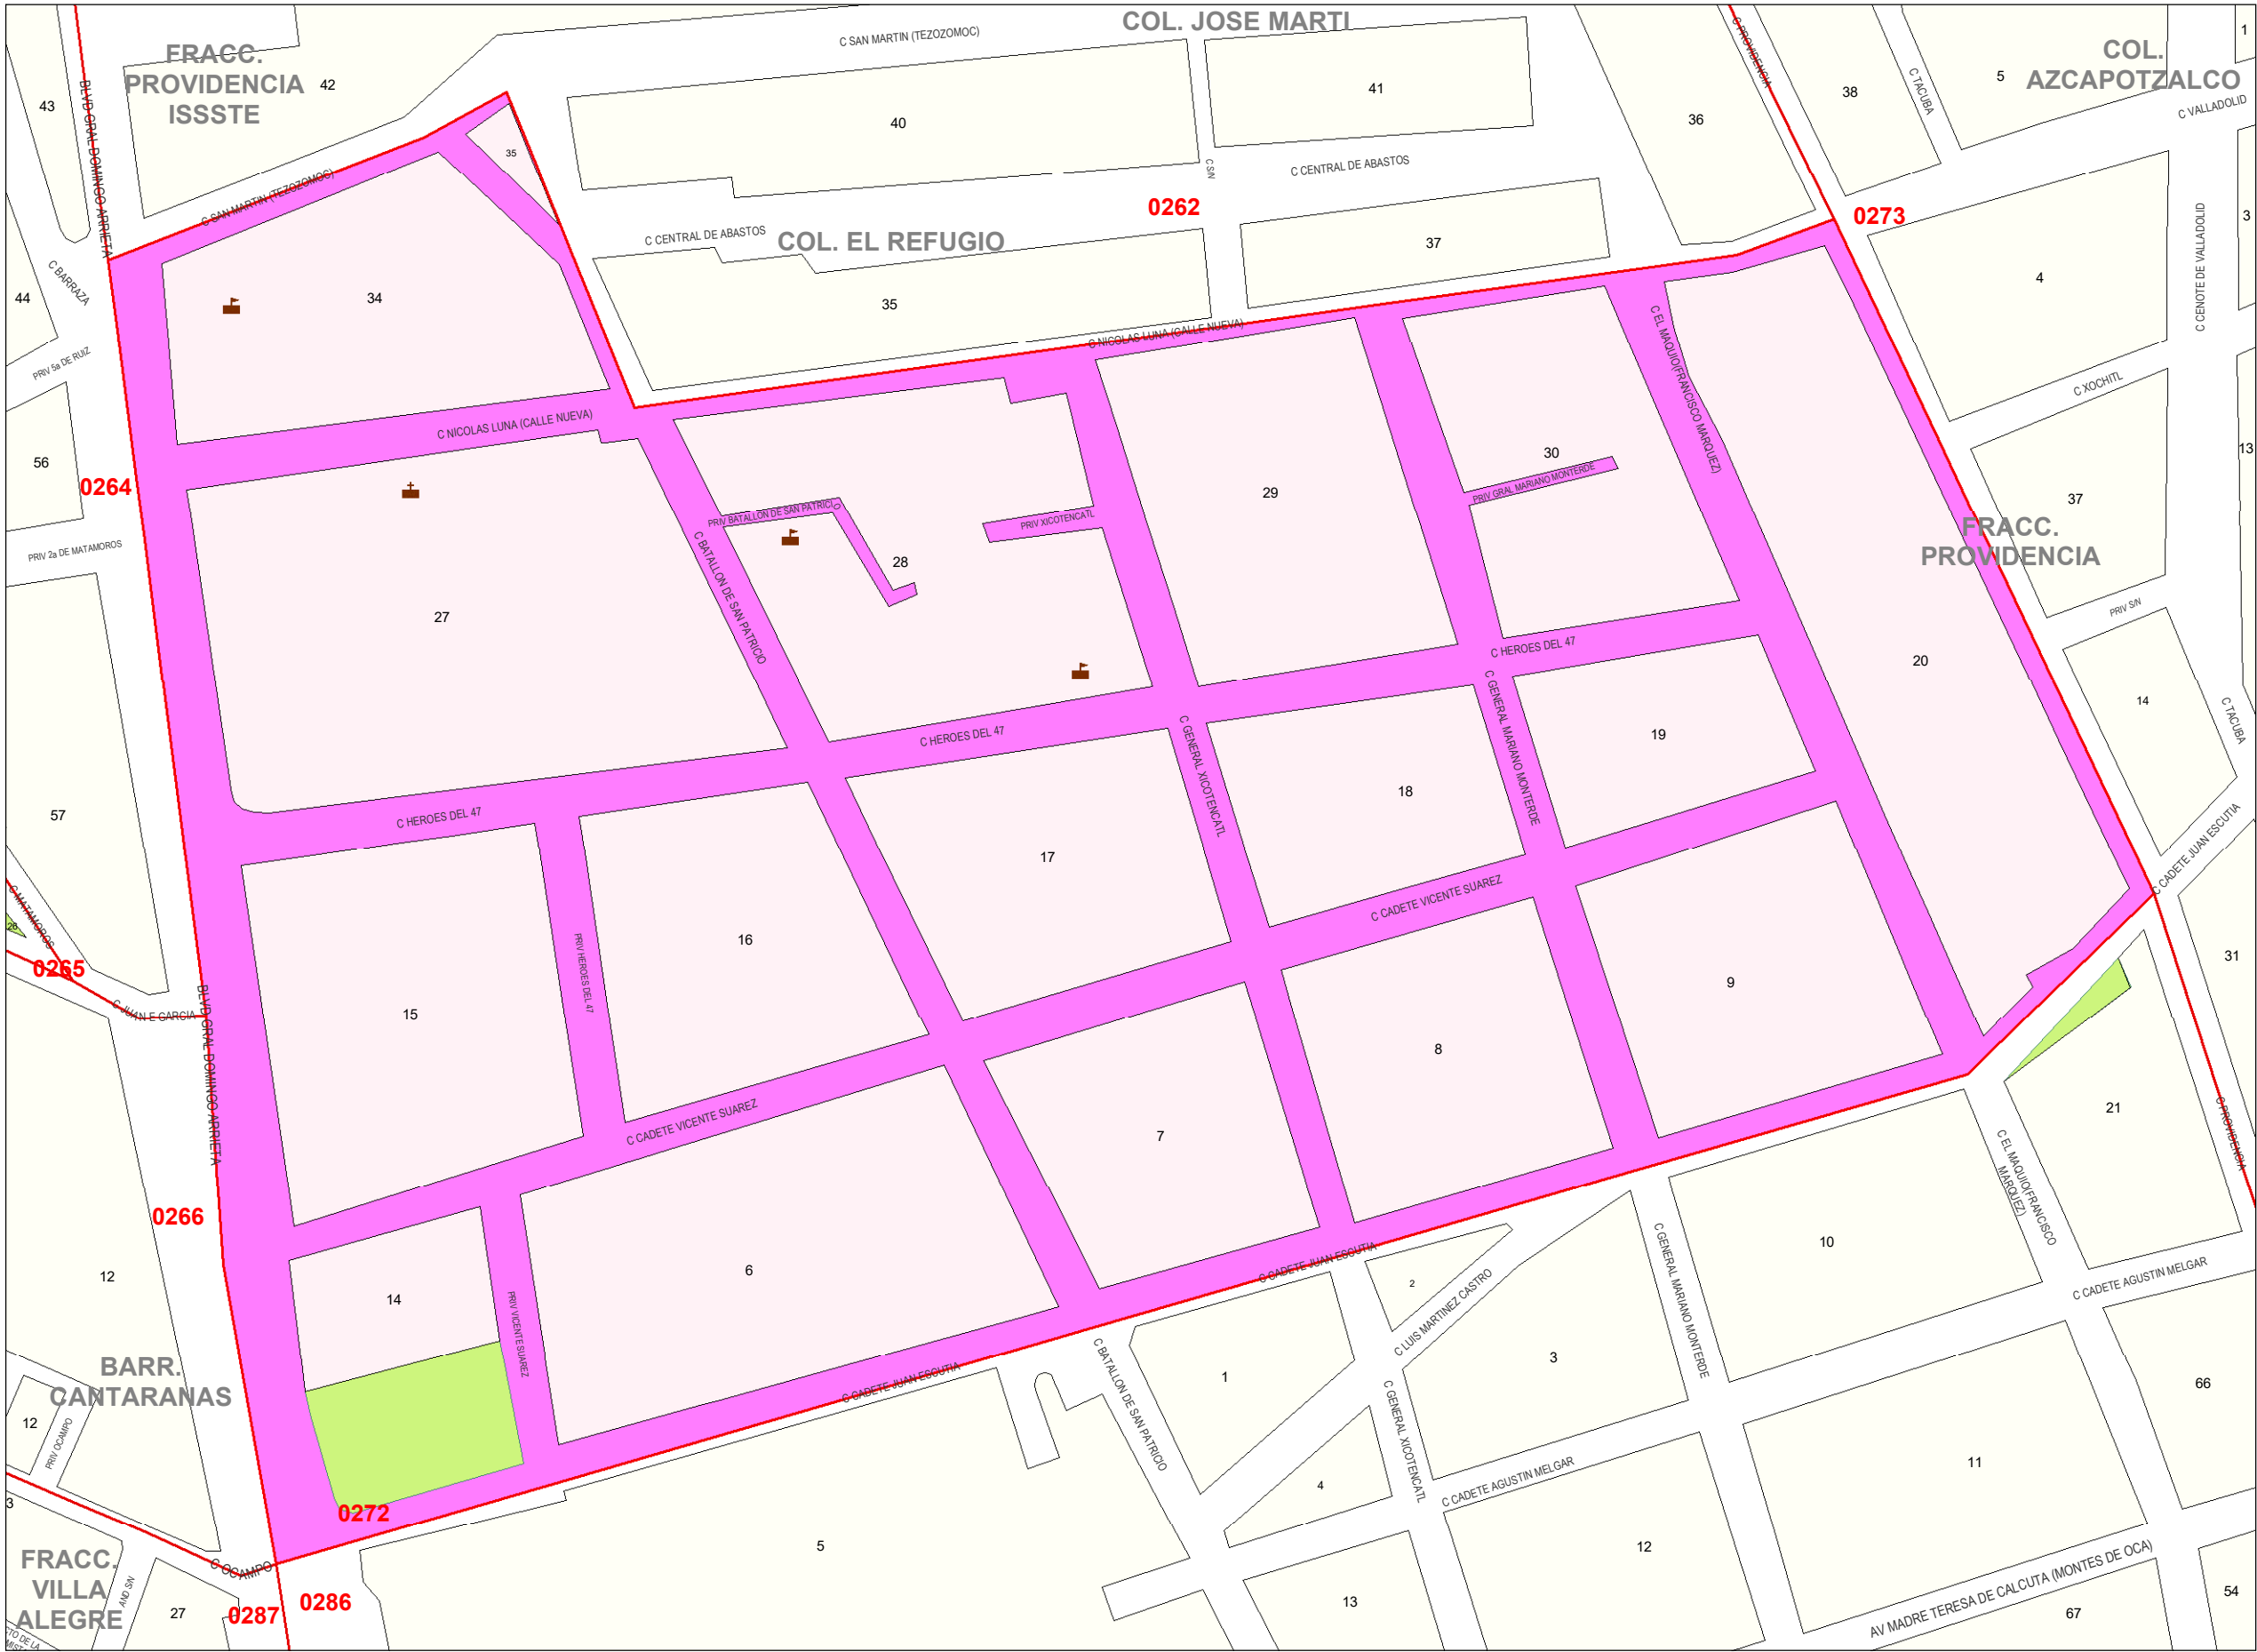 COL. JOSE MARTI
C SAN MARTIN (TEZOZOMOC)
FRACC.
PROVIDENCIA
ISSSTE
COL.
AZCAPOTZALCO
C PROVIDENCIA
C TACUBA
C VALLADOLID
1
5
38
36
41
40
42
43
BLVD GRAL DOMINGO ARRIETA
35
C S/N
C CENTRAL DE ABASTOS
C SAN MARTIN (TEZOZOMOC)
0262
0273
C CENTRAL DE ABASTOS
COL. EL REFUGIO
37
3
4
C CENOTE DE VALLADOLID
C BARRAZA
44
34
35
C NICOLAS LUNA (CALLE NUEVA)
C EL MAQUIO(FRANCISCO MARQUEZ)
PRIV 5a DE RUIZ
C XOCHITL
C NICOLAS LUNA (CALLE NUEVA)
13
56
0264
30
PRIV GRAL MARIANO MONTERDE
29
37
PRIV BATALLON DE SAN PATRICIO
PRIV XICOTENCATL
FRACC.
PROVIDENCIA
PRIV 2a DE MATAMOROS
28
C BATALLON DE SAN PATRICIO
27
PRIV S/N
C HEROES DEL 47
20
14
C TACUBA
C HEROES DEL 47
C GENERAL XICOTENCATL
C GENERAL MARIANO MONTERDE
19
18
57
C HEROES DEL 47
17
C CADETE JUAN ESCUTIA
C CADETE VICENTE SUAREZ
C MATAMOROS
28
0265
16
PRIV HEROES DEL 47
31
9
C JUAN E GARCIA
15
BLVD GRAL DOMINGO ARRIETA
8
7
C CADETE VICENTE SUAREZ
21
C PROVIDENCIA
C EL MAQUIO(FRANCISCO
MARQUEZ)
0266
12
6
14
PRIV VICENTE SUAREZ
C CADETE JUAN ESCUTIA
2
C LUIS MARTINEZ CASTRO
C GENERAL MARIANO MONTERDE
10
C CADETE AGUSTIN MELGAR
BARR.
CANTARANAS
12
PRIV OCAMPO
C CADETE JUAN ESCUTIA
C BATALLON DE SAN PATRICIO
1
C GENERAL XICOTENCATL
3
66
11
C CADETE AGUSTIN MELGAR
4
3
0272
5
12
C OCAMPO
FRACC.
VILLA
ALEGRE
AND S/N
27
0287
0286
13
AV MADRE TERESA DE CALCUTA (MONTES DE OCA)
67
54